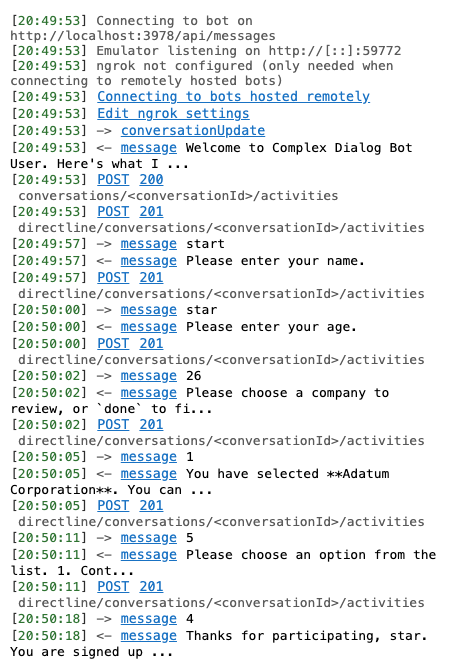 [20:49:53] Connecting to bot on
http://localhost:3978/api/messages
[20:49:53] Emulator listening on http://[::]:59772
[20:49:53] ngrok not configured (only needed when
connecting to remotely hosted bots)
[20:49:53] Connecting to bots hosted remotely
[20:49:53] Edit ngrok settings
[20:49:53] -> conversationUpdate
[20:49:53] <- message Welcome to Complex Dialog Bot
User. Here's what I ...
[20:49:53] POST 200
conversations/<conversationId>/activities
[20:49:53] POST 201
directline/conversations/<conversationId>/activities
[20:49:57] -> message start
[20:49:57] <- message Please enter your name.
[20:49:57] POST 201
directline/conversations/<conversationId>/activities
[20:50:00] -> message star
[20:50:00] <- message Please enter your age.
[20:50:00] POST 201
directline/conversations/<conversationId>/activities
[20:50:02] -> message 26
[20:50:02] <- message Please choose a company to
review, or `done` to fi...
[20:50:02] POST 201
directline/conversations/<conversationId>/activities
[20:50:05] -> message 1
[20:50:05] <- message You have selected **Adatum
Corporation**. You can ...
[20:50:05] POST 201
directline/conversations/<conversationId>/activities
[20:50:11] -> message 5
[20:50:11] <- message Please choose an option from the
list. 1. Cont...
[20:50:11] POST 201
directline/conversations/<conversationId>/activities
[20:50:18] -> message 4
[20:50:18] <- message Thanks for participating, star.
You are signed up ...